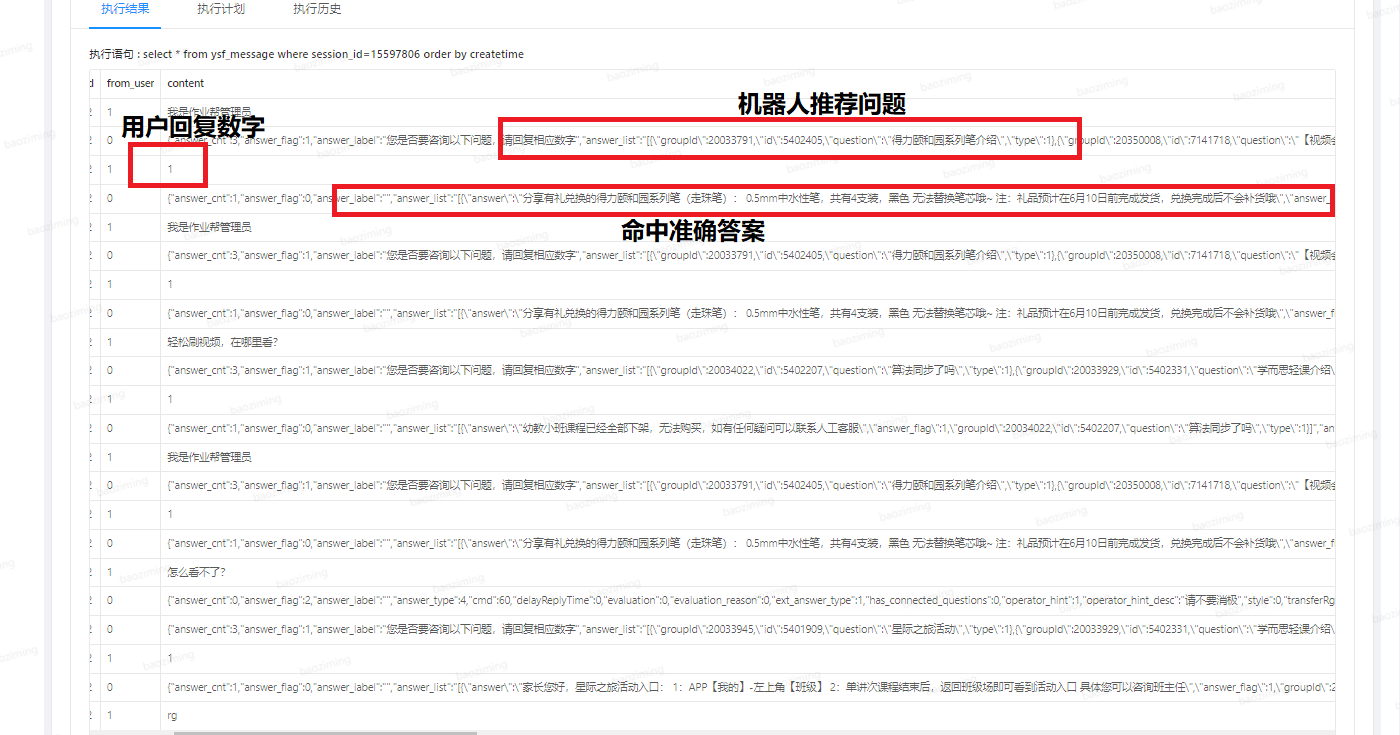 执行结果 执行计划 执行历史
执行语句 : select * from ysf_message where session_id=15597806 order by createtime
d from_user content
机器人推荐问题
2 1 我是作业帮管理员
用户回复数字
2 0 _cnt":3,"answer_flag":1,"answer_label":"您是否要咨询以下问题，请回复相应数字","answer_list":"[{\"groupId\":20033791,\"id\":5402405,\"question\":\"得力颐和园系列笔介绍\",\"type\":1},{\"groupId\":20350008,\"id\":7141718,\"question\":\"【视频会
2 1 1
2 0 {"answer_cnt":1,"answer_flag":0,"answer_label":"","answer_list":"[{\"answer\":\"分享有礼兑换的得力颐和园系列笔（走珠笔）： 0.5mm中水性笔，共有4支装，黑色 无法替换笔芯哦~ 注：礼品预计在6月10日前完成发货，兑换完成后不会补货哦\",\"answer_
命中准确答案
2 1 我是作业帮管理员
2 0 {"answer_cnt":3,"answer_flag":1,"answer_label":"您是否要咨询以下问题，请回复相应数字","answer_list":"[{\"groupId\":20033791,\"id\":5402405,\"question\":\"得力颐和园系列笔介绍\",\"type\":1},{\"groupId\":20350008,\"id\":7141718,\"question\":\"【视频会
2 1 1
2 0 {"answer_cnt":1,"answer_flag":0,"answer_label":"","answer_list":"[{\"answer\":\"分享有礼兑换的得力颐和园系列笔（走珠笔）： 0.5mm中水性笔，共有4支装，黑色 无法替换笔芯哦~ 注：礼品预计在6月10日前完成发货，兑换完成后不会补货哦\",\"answer_f
2 1 轻松刷视频，在哪里看?
2 0 {"answer_cnt":3,"answer_flag":1,"answer_label":"您是否要咨询以下问题，请回复相应数字","answer_list":"[{\"groupId\":20034022,\"id\":5402207,\"question\":\"算法同步了吗\",\"type\":1},{\"groupId\":20033929,\"id\":5402331,\"question\":\"学而思轻课介绍\
2 1 1
2 0 {"answer_cnt":1,"answer_flag":0,"answer_label":"","answer_list":"[{\"answer\":\"幼教小班课程已经全部下架，无法购买，如有任何疑问可以联系人工客服\",\"answer_flag\":1,\"groupId\":20034022,\"id\":5402207,\"question\":\"算法同步了吗\",\"type\":1}]","an
2 1 我是作业帮管理员
2 0 {"answer_cnt":3,"answer_flag":1,"answer_label":"您是否要咨询以下问题，请回复相应数字","answer_list":"[{\"groupId\":20033791,\"id\":5402405,\"question\":\"得力颐和园系列笔介绍\",\"type\":1},{\"groupId\":20350008,\"id\":7141718,\"question\":\"【视频会
2 1 1
2 0 {"answer_cnt":1,"answer_flag":0,"answer_label":"","answer_list":"[{\"answer\":\"分享有礼兑换的得力颐和园系列笔（走珠笔）： 0.5mm中水性笔，共有4支装，黑色 无法替换笔芯哦~ 注：礼品预计在6月10日前完成发货，兑换完成后不会补货哦\",\"answer_f
2 1 怎么看不了?
2 0 {"answer_cnt":0,"answer_flag":2,"answer_label":"","answer_type":4,"cmd":60,"delayReplyTime":0,"evaluation":0,"evaluation_reason":0,"ext_answer_type":1,"has_connected_questions":0,"operator_hint":1,"operator_hint_desc":"请不要消极","style":0,"transferRg
2 0 {"answer_cnt":3,"answer_flag":1,"answer_label":"您是否要咨询以下问题，请回复相应数字","answer_list":"[{\"groupId\":20033945,\"id\":5401909,\"question\":\"星际之旅活动\",\"type\":1},{\"groupId\":20033929,\"id\":5402331,\"question\":\"学而思轻课介绍\
2 1 1
2 0 {"answer_cnt":1,"answer_flag":0,"answer_label":"","answer_list":"[{\"answer\":\"家长您好，星际之旅活动入口： 1：APP【我的】-左上角【班级】 2：单讲次课程结束后，返回班级场即可看到活动入口 具体您可以咨询班主任\",\"answer_flag\":1,\"groupId\":2
2 1 rg